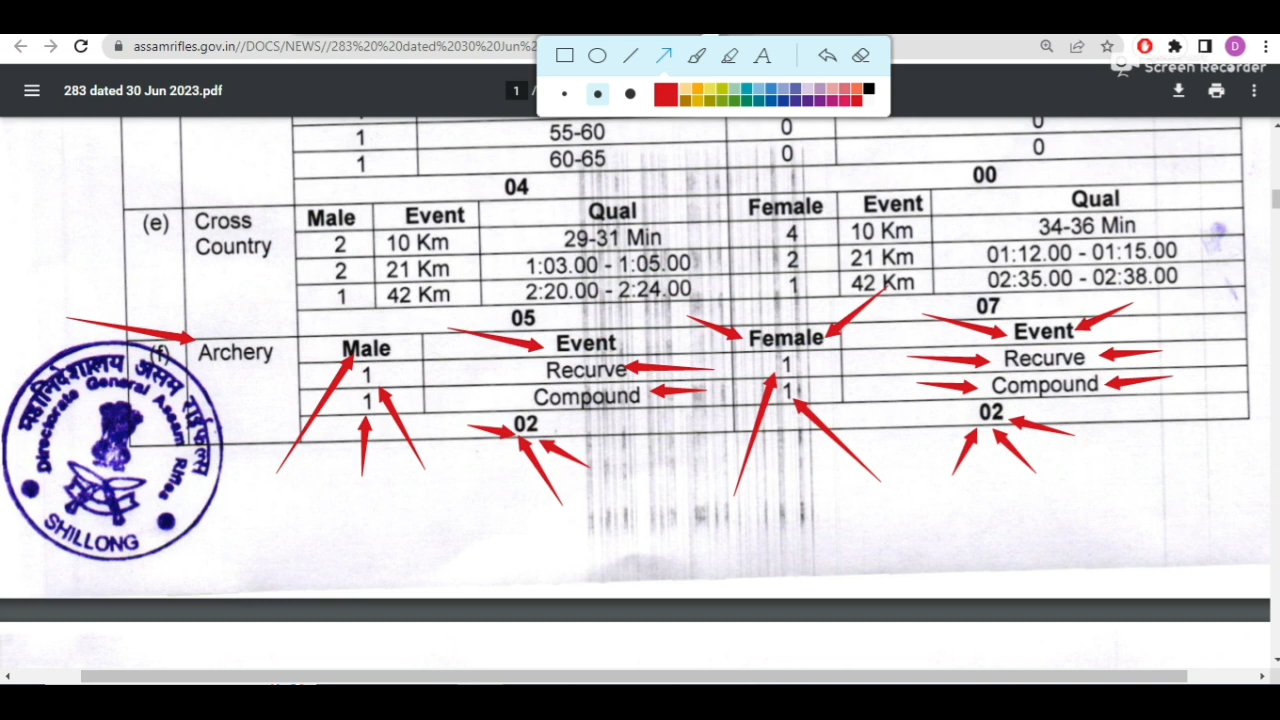 assamrifles.gov.in//DOCS/NEWS//283%20%20dated%2030%20Jun%2
A
D
Screen Recorder
283 dated 30 Jun 2023.pdf
1 /
1 55-60 0 0
1 60-65 0 0
04 00
(e) Cross Country Male Event Qual Female Event Qual
2 10 Km 29-31 Min 4 10 Km 34-36 Min
2 21 Km 1:03.00 - 1:05.00 2 21 Km 01:12.00 - 01:15.00
1 42 Km 2:20.00 - 2:24.00 1 42 Km 02:35.00 - 02:38.00
05 07
(f) Archery Male Event Female Event
1 Recurve 1 Recurve
1 Compound 1 Compound
02 02
महानिदेशालय असम राइफल्स
Directorate General Assam Rifles
SHILLONG